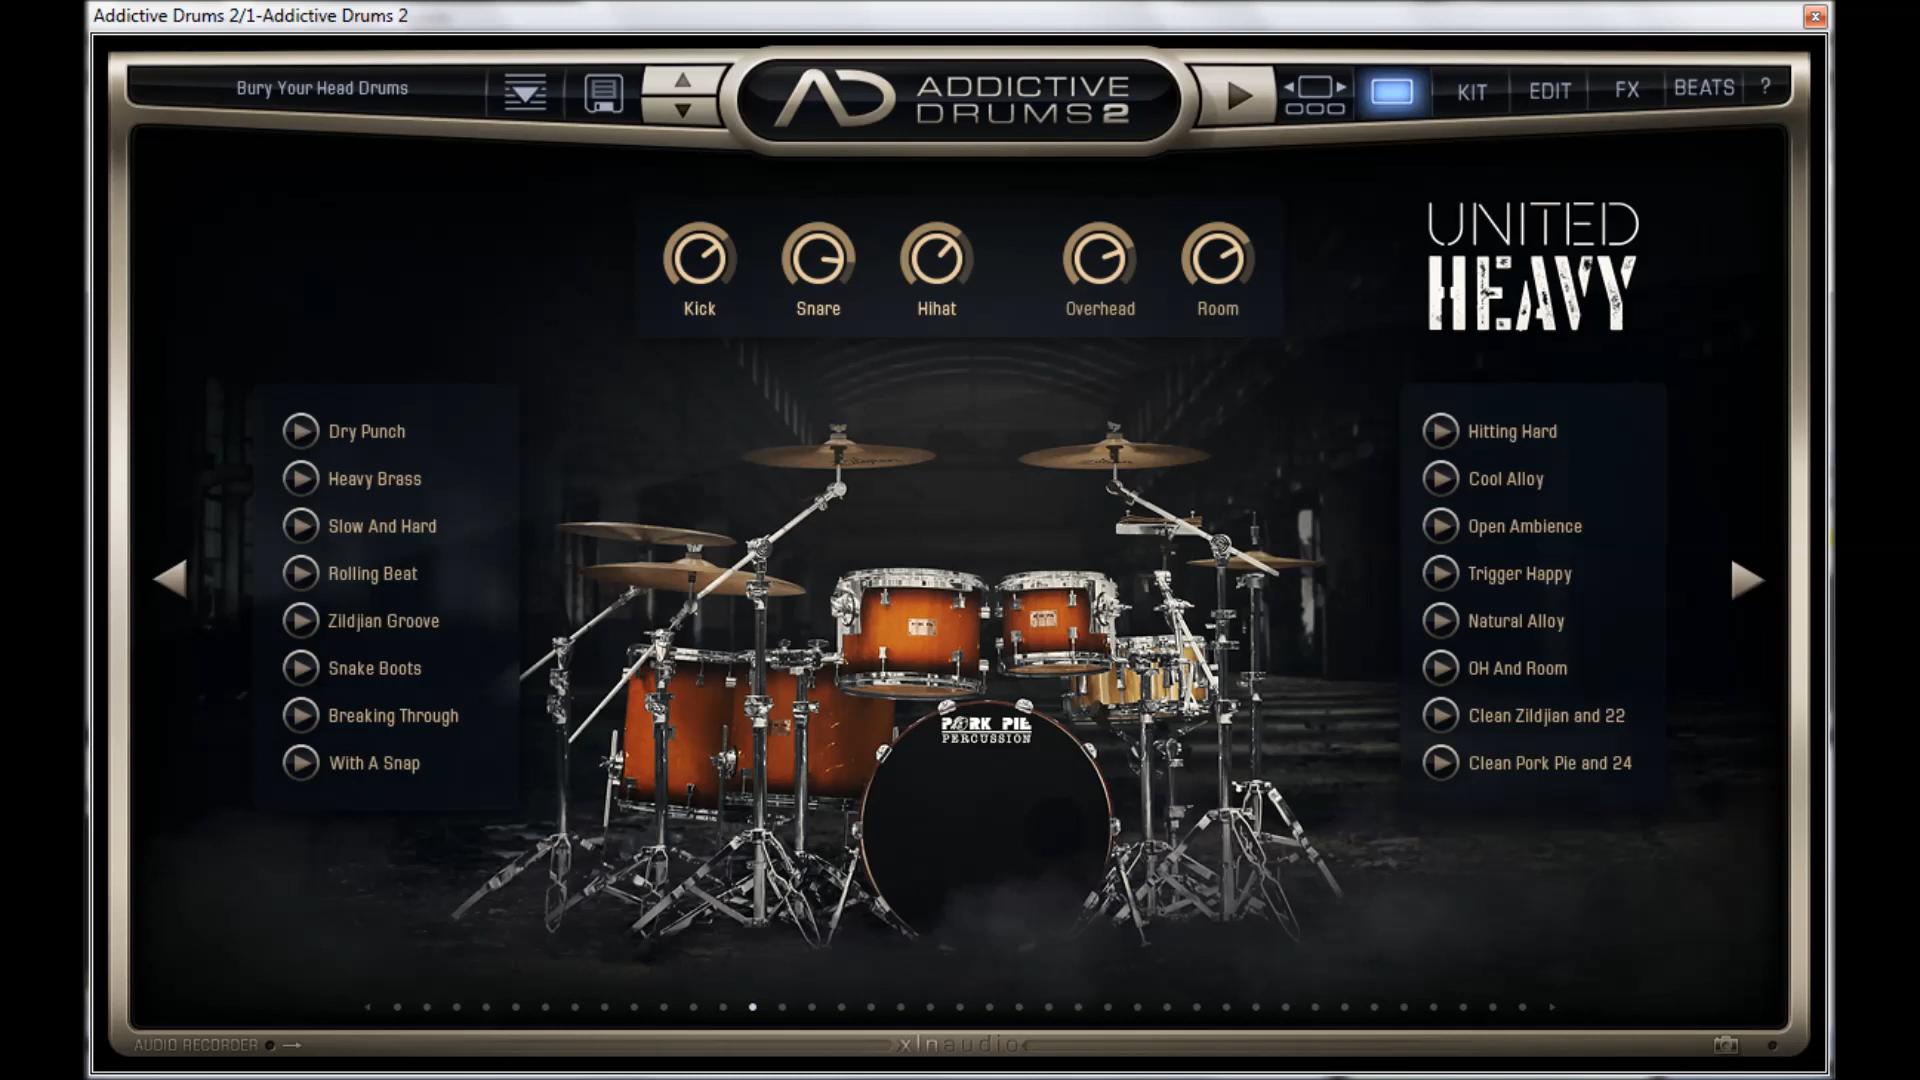 Addictive Drums 2/1-Addictive Drums 2
Bury Your Head Drums
AD ADDICTIVE DRUMS 2
KIT
EDIT
FX
BEATS
?
Kick
Snare
Hihat
Overhead
Room
UNITED
HEAVY
Dry Punch
Heavy Brass
Slow And Hard
Rolling Beat
Zildjian Groove
Snake Boots
Breaking Through
With A Snap
Hitting Hard
Cool Alloy
Open Ambience
Trigger Happy
Natural Alloy
OH And Room
Clean Zildjian and 22
Clean Pork Pie and 24
PORK PIE
PERCUSSION
AUDIO RECORDER
xlnaudio